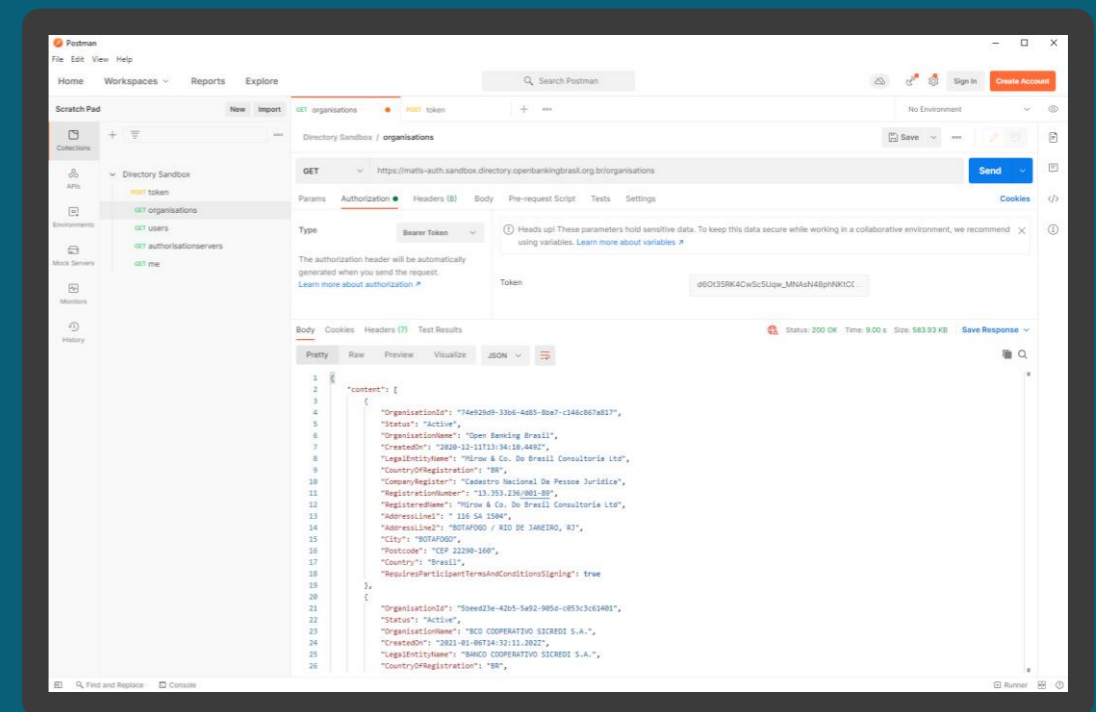 Postman
File Edit View Help
Home Workspaces Reports Explore Search Postman Sign In Create Account
Scratch Pad New Import GET organisations POST token No Environment
Collections Directory Sandbox / organisations Save
APIs Directory Sandbox GET https://matls-auth.sandbox.directory.openbankingbrasil.org.br/organisations Send
POST token
GET organisations Params Authorization Headers (8) Body Pre-request Script Tests Settings Cookies
Environments GET users
Mock Servers GET authorisationservers
GET me
Monitors
History
Type Bearer Token Heads up! These parameters hold sensitive data. To keep this data secure while working in a collaborative environment, we recommend
using variables. Learn more about variables
The authorization header will be automatically
generated when you send the request.
Learn more about authorization
Token
Body Cookies Headers (7) Test Results Status: 200 OK Time: 9.00 s Size: 583.93 KB Save Response
Pretty Raw Preview Visualize JSON
1 {
2 "content": [
3 {
4 "OrganisationId": "74e929d9-33b6-4d85-8ba7-c146c867a817",
5 "Status": "Active",
6 "OrganisationName": "Open Banking Brasil",
7 "CreatedOn": "2020-12-11T13:34:18.449Z",
8 "LegalEntityName": "Mirow & Co. Do Brasil Consultoria Ltd",
9 "CountryOfRegistration": "BR",
10 "CompanyRegister": "Cadastro Nacional Da Pessoa Jurídica",
11 "RegistrationNumber": "13.353.236/001-89",
12 "RegisteredName": "Mirow & Co. Do Brasil Consultoria Ltd",
13 "AddressLine1": " 116 SA 1504",
14 "AddressLine2": "BOTAFOGO / RIO DE JANEIRO, RJ",
15 "City": "BOTAFOGO",
16 "Postcode": "CEP 22290-160",
17 "Country": "Brasil",
18 "RequiresParticipantTermsAndConditionsSigning": true
19 },
20 {
21 "OrganisationId": "5beed23e-42b5-5a92-905d-c053c3c61401",
22 "Status": "Active",
23 "OrganisationName": "BCO COOPERATIVO SICREDI S.A.",
24 "CreatedOn": "2021-01-06T14:32:11.202Z",
25 "LegalEntityName": "BANCO COOPERATIVO SICREDI S.A.",
26 "CountryOfRegistration": "BR",
Find and Replace Console Runner